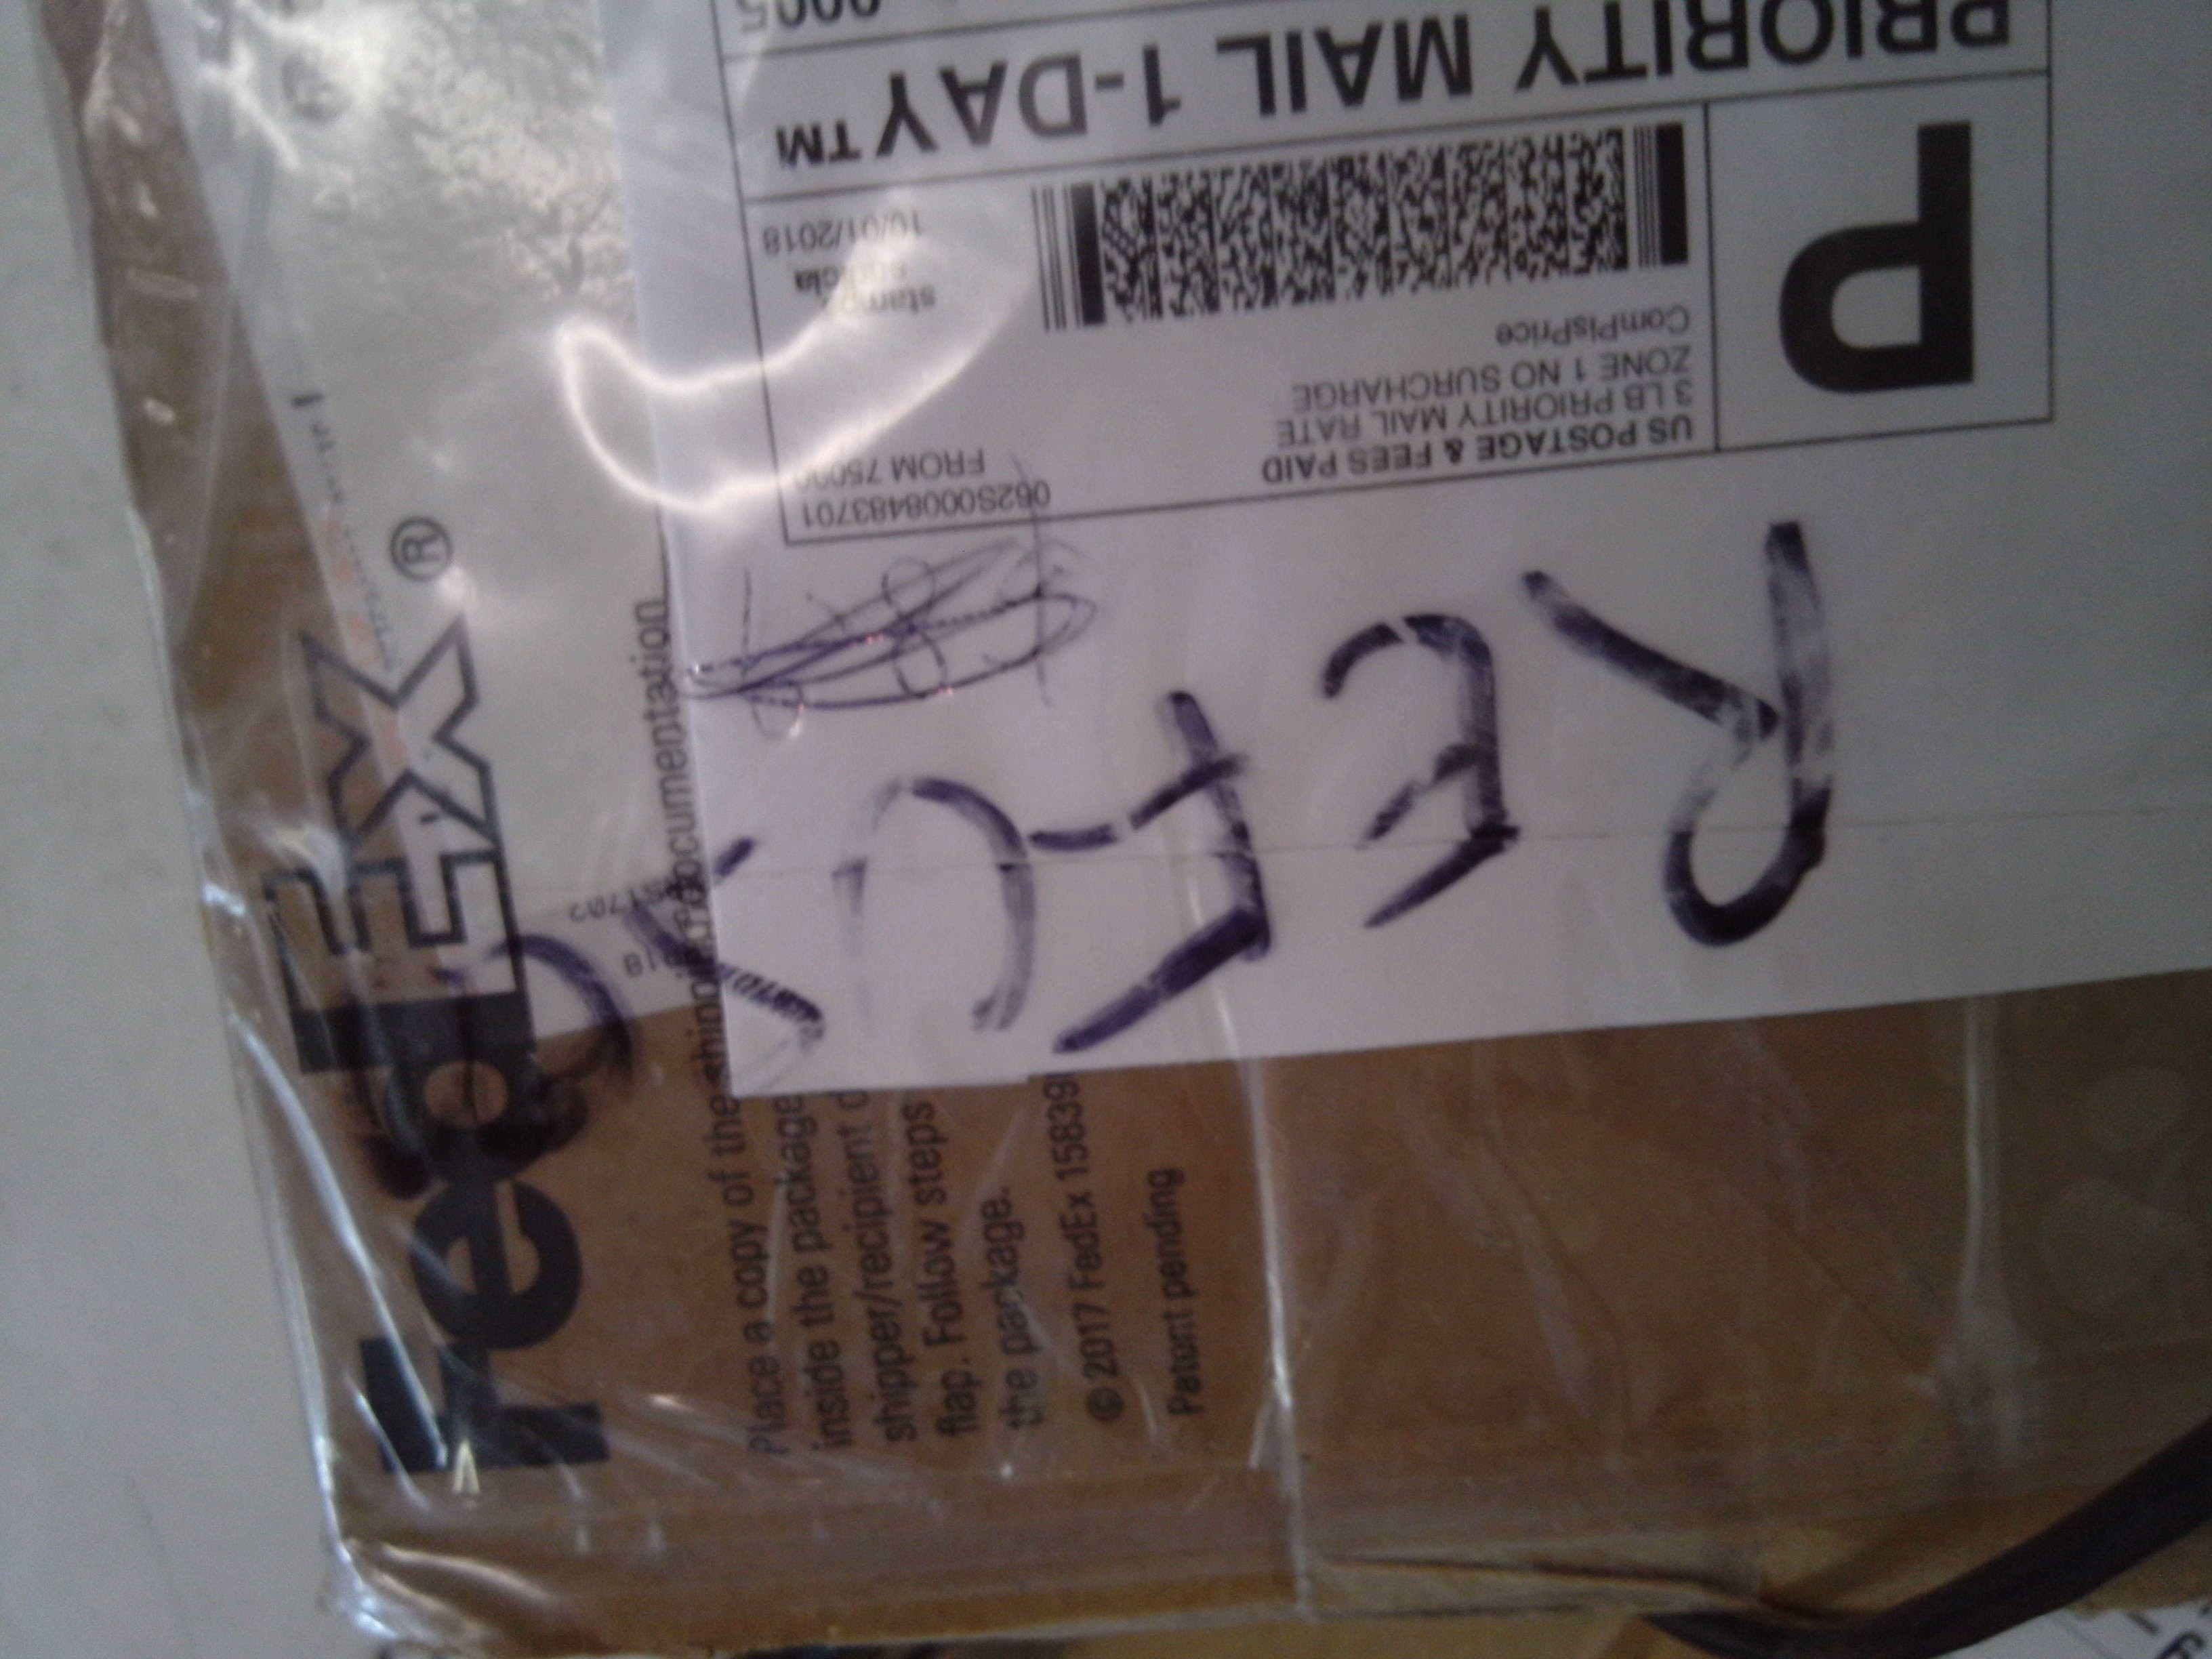 PRIORITY MAIL 1-DAY™
P
US POSTAGE & FEES PAID
3 LB PRIORITY MAIL RATE
ZONE 1 NO SURCHARGE
ComPlsPrice
062S0008483701
FROM
10/01/2018
FedEx®
Place a copy of the shipping documentation
inside the package
shipper/recipient
flap. Follow steps
the package.
© 2017 FedEx 15839
Patent pending